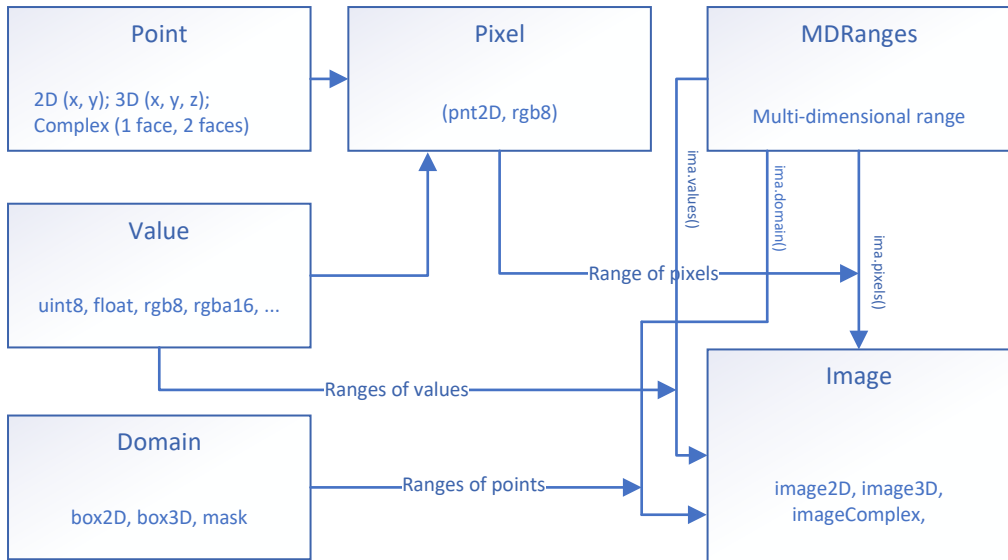 Point
2D (x, y); 3D (x, y, z);
Complex (1 face, 2 faces)
Pixel
(pnt2D, rgb8)
MDRanges
Multi-dimensional range
ima.values()
ima.domain()
ima.pixels()
Value
uint8, float, rgb8, rgba16, ...
Range of pixels
Ranges of values
Domain
box2D, box3D, mask
Ranges of points
Image
image2D, image3D,
imageComplex,